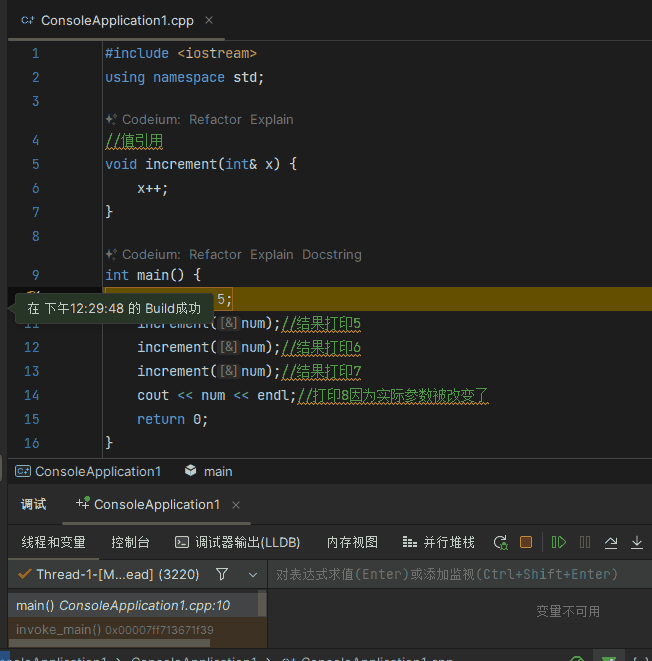 ConsoleApplication1.cpp ×
1 #include <iostream>
2 using namespace std;
3
Codeium: Refactor Explain
4 //值引用
5 void increment(int& x) {
6 x++;
7 }
8
Codeium: Refactor Explain Docstring
9 int main() {
5;
在 下午12:29:48 的 Build成功
increment([&]num);//结果打印5
12 increment([&]num);//结果打印6
13 increment([&]num);//结果打印7
14 cout << num << endl;//打印8因为实际参数被改变了
15 return 0;
16 }
ConsoleApplication1 main
调试 ConsoleApplication1 ×
线程和变量 控制台 调试器输出(LLDB) 内存视图 并行堆栈
Thread-1-[M...ead] (3220) 对表达式求值(Enter)或添加监视(Ctrl+Shift+Enter)
main() ConsoleApplication1.cpp:10
变量不可用
invoke_main() 0x00007ff713671f39